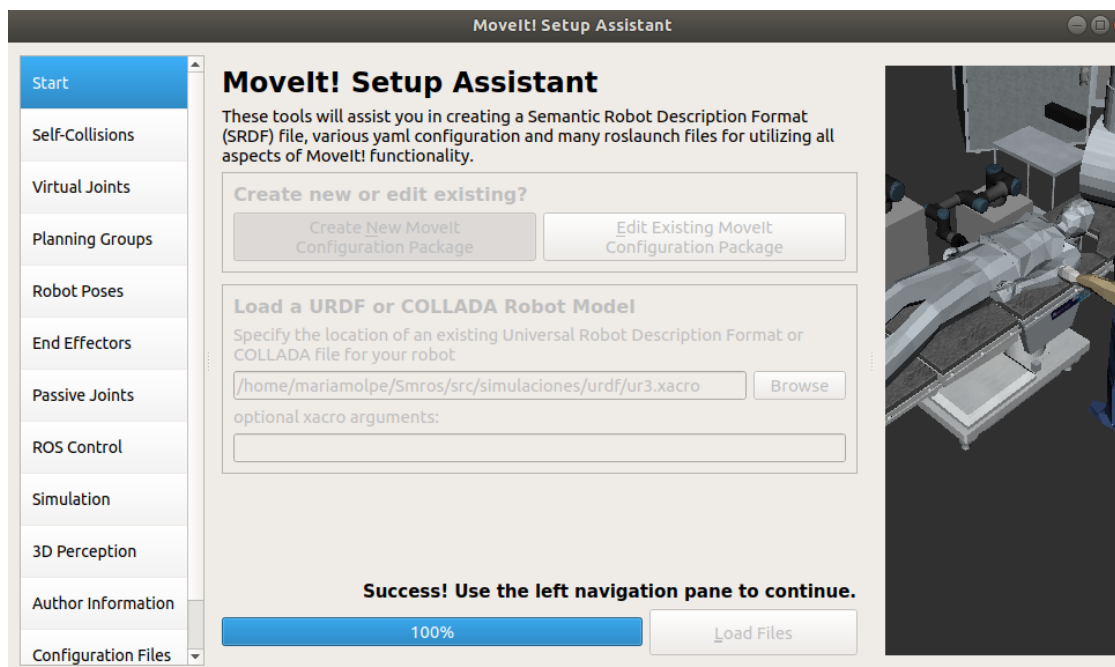 MoveIt! Setup Assistant
Start
Self-Collisions
Virtual Joints
Planning Groups
Robot Poses
End Effectors
Passive Joints
ROS Control
Simulation
3D Perception
Author Information
Configuration Files
MoveIt! Setup Assistant
These tools will assist you in creating a Semantic Robot Description Format
(SRDF) file, various yaml configuration and many roslaunch files for utilizing all
aspects of MoveIt! functionality.
Create new or edit existing?
Create New MoveIt
Configuration Package
Edit Existing MoveIt
Configuration Package
Load a URDF or COLLADA Robot Model
Specify the location of an existing Universal Robot Description Format or
COLLADA file for your robot
/home/mariamolpe/Smros/src/simulaciones/urdf/ur3.xacro
Browse
optional xacro arguments:
Success! Use the left navigation pane to continue.
100%
Load Files